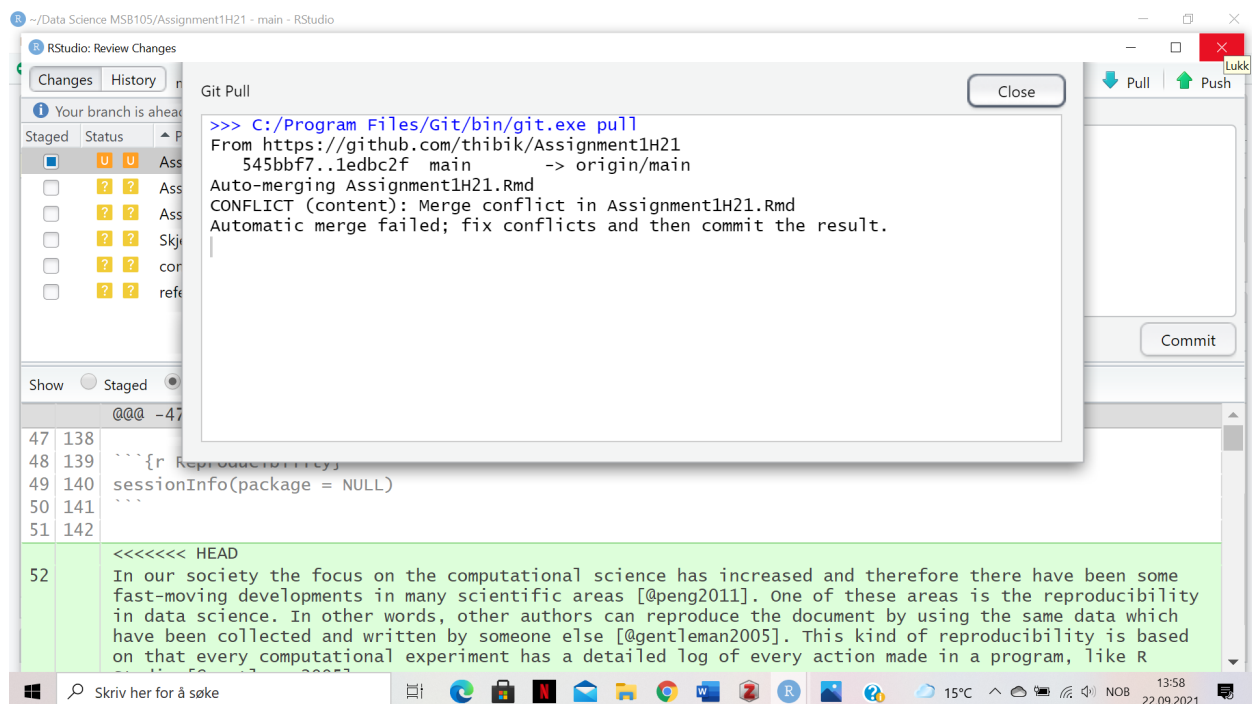 ~/Data Science MSB105/Assignment1H21 - main - RStudio
RStudio: Review Changes
Lukk
Changes History
Pull Push
Git Pull
Close
Your branch is ahead
Staged Status
>>> C:/Program Files/Git/bin/git.exe pull
From https://github.com/thibik/Assignment1H21
545bbf7..1edbc2f main -> origin/main
Auto-merging Assignment1H21.Rmd
CONFLICT (content): Merge conflict in Assignment1H21.Rmd
Automatic merge failed; fix conflicts and then commit the result.
U U Ass
? ? Ass
? ? Ass
? ? Skj
? ? cor
? ? refe
Commit
Show Staged
@@@ -47
47 138
48 139 ```{r Reproducibility}
49 140 sessionInfo(package = NULL)
50 141 ```
51 142
<<<<<<< HEAD
52 In our society the focus on the computational science has increased and therefore there have been some
fast-moving developments in many scientific areas [@peng2011]. One of these areas is the reproducibility
in data science. In other words, other authors can reproduce the document by using the same data which
have been collected and written by someone else [@gentleman2005]. This kind of reproducibility is based
on that every computational experiment has a detailed log of every action made in a program, like R
Skriv her for å søke
15°C
NOB
13:58
22.09.2021